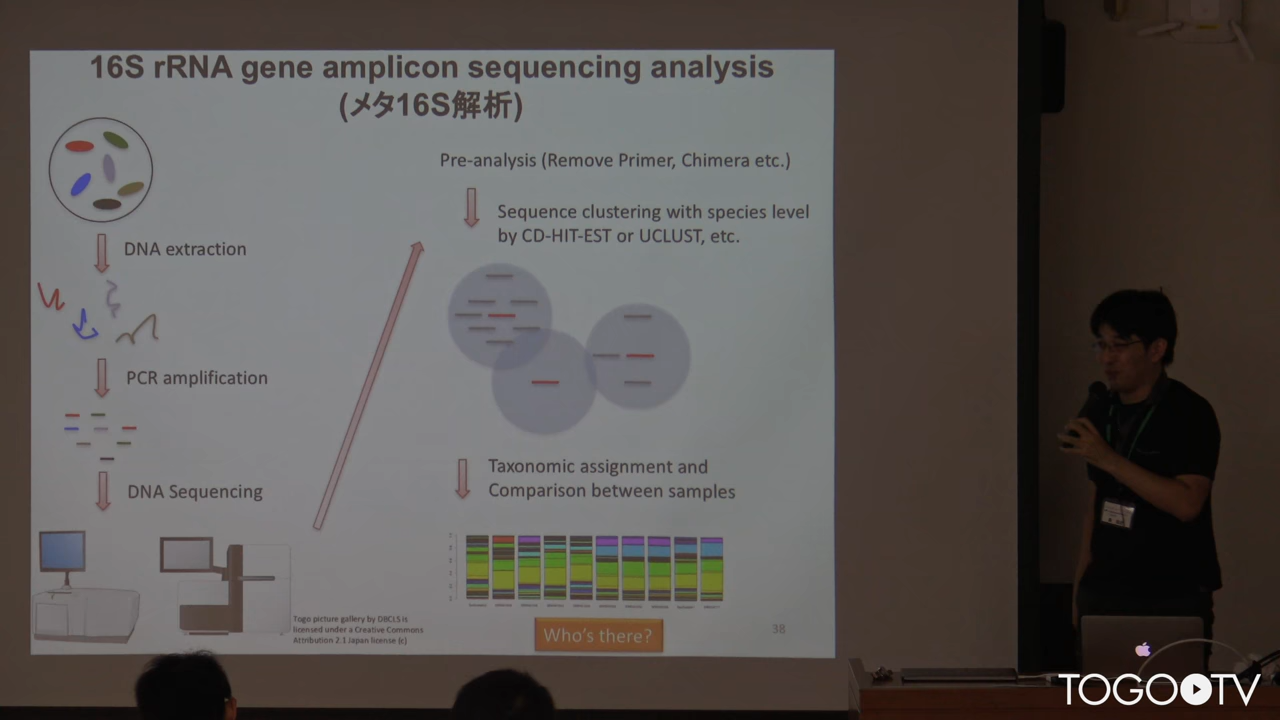 16S rRNA gene amplicon sequencing analysis
(メタ16S解析)
DNA extraction
PCR amplification
DNA Sequencing
Togo picture gallery by DBCLS is
licensed under a Creative Commons
Attribution 2.1 Japan license (c)
Pre-analysis (Remove Primer, Chimera etc.)
Sequence clustering with species level
by CD-HIT-EST or UCLUST, etc.
Taxonomic assignment and
Comparison between samples
Who's there?
38
TOGO TV